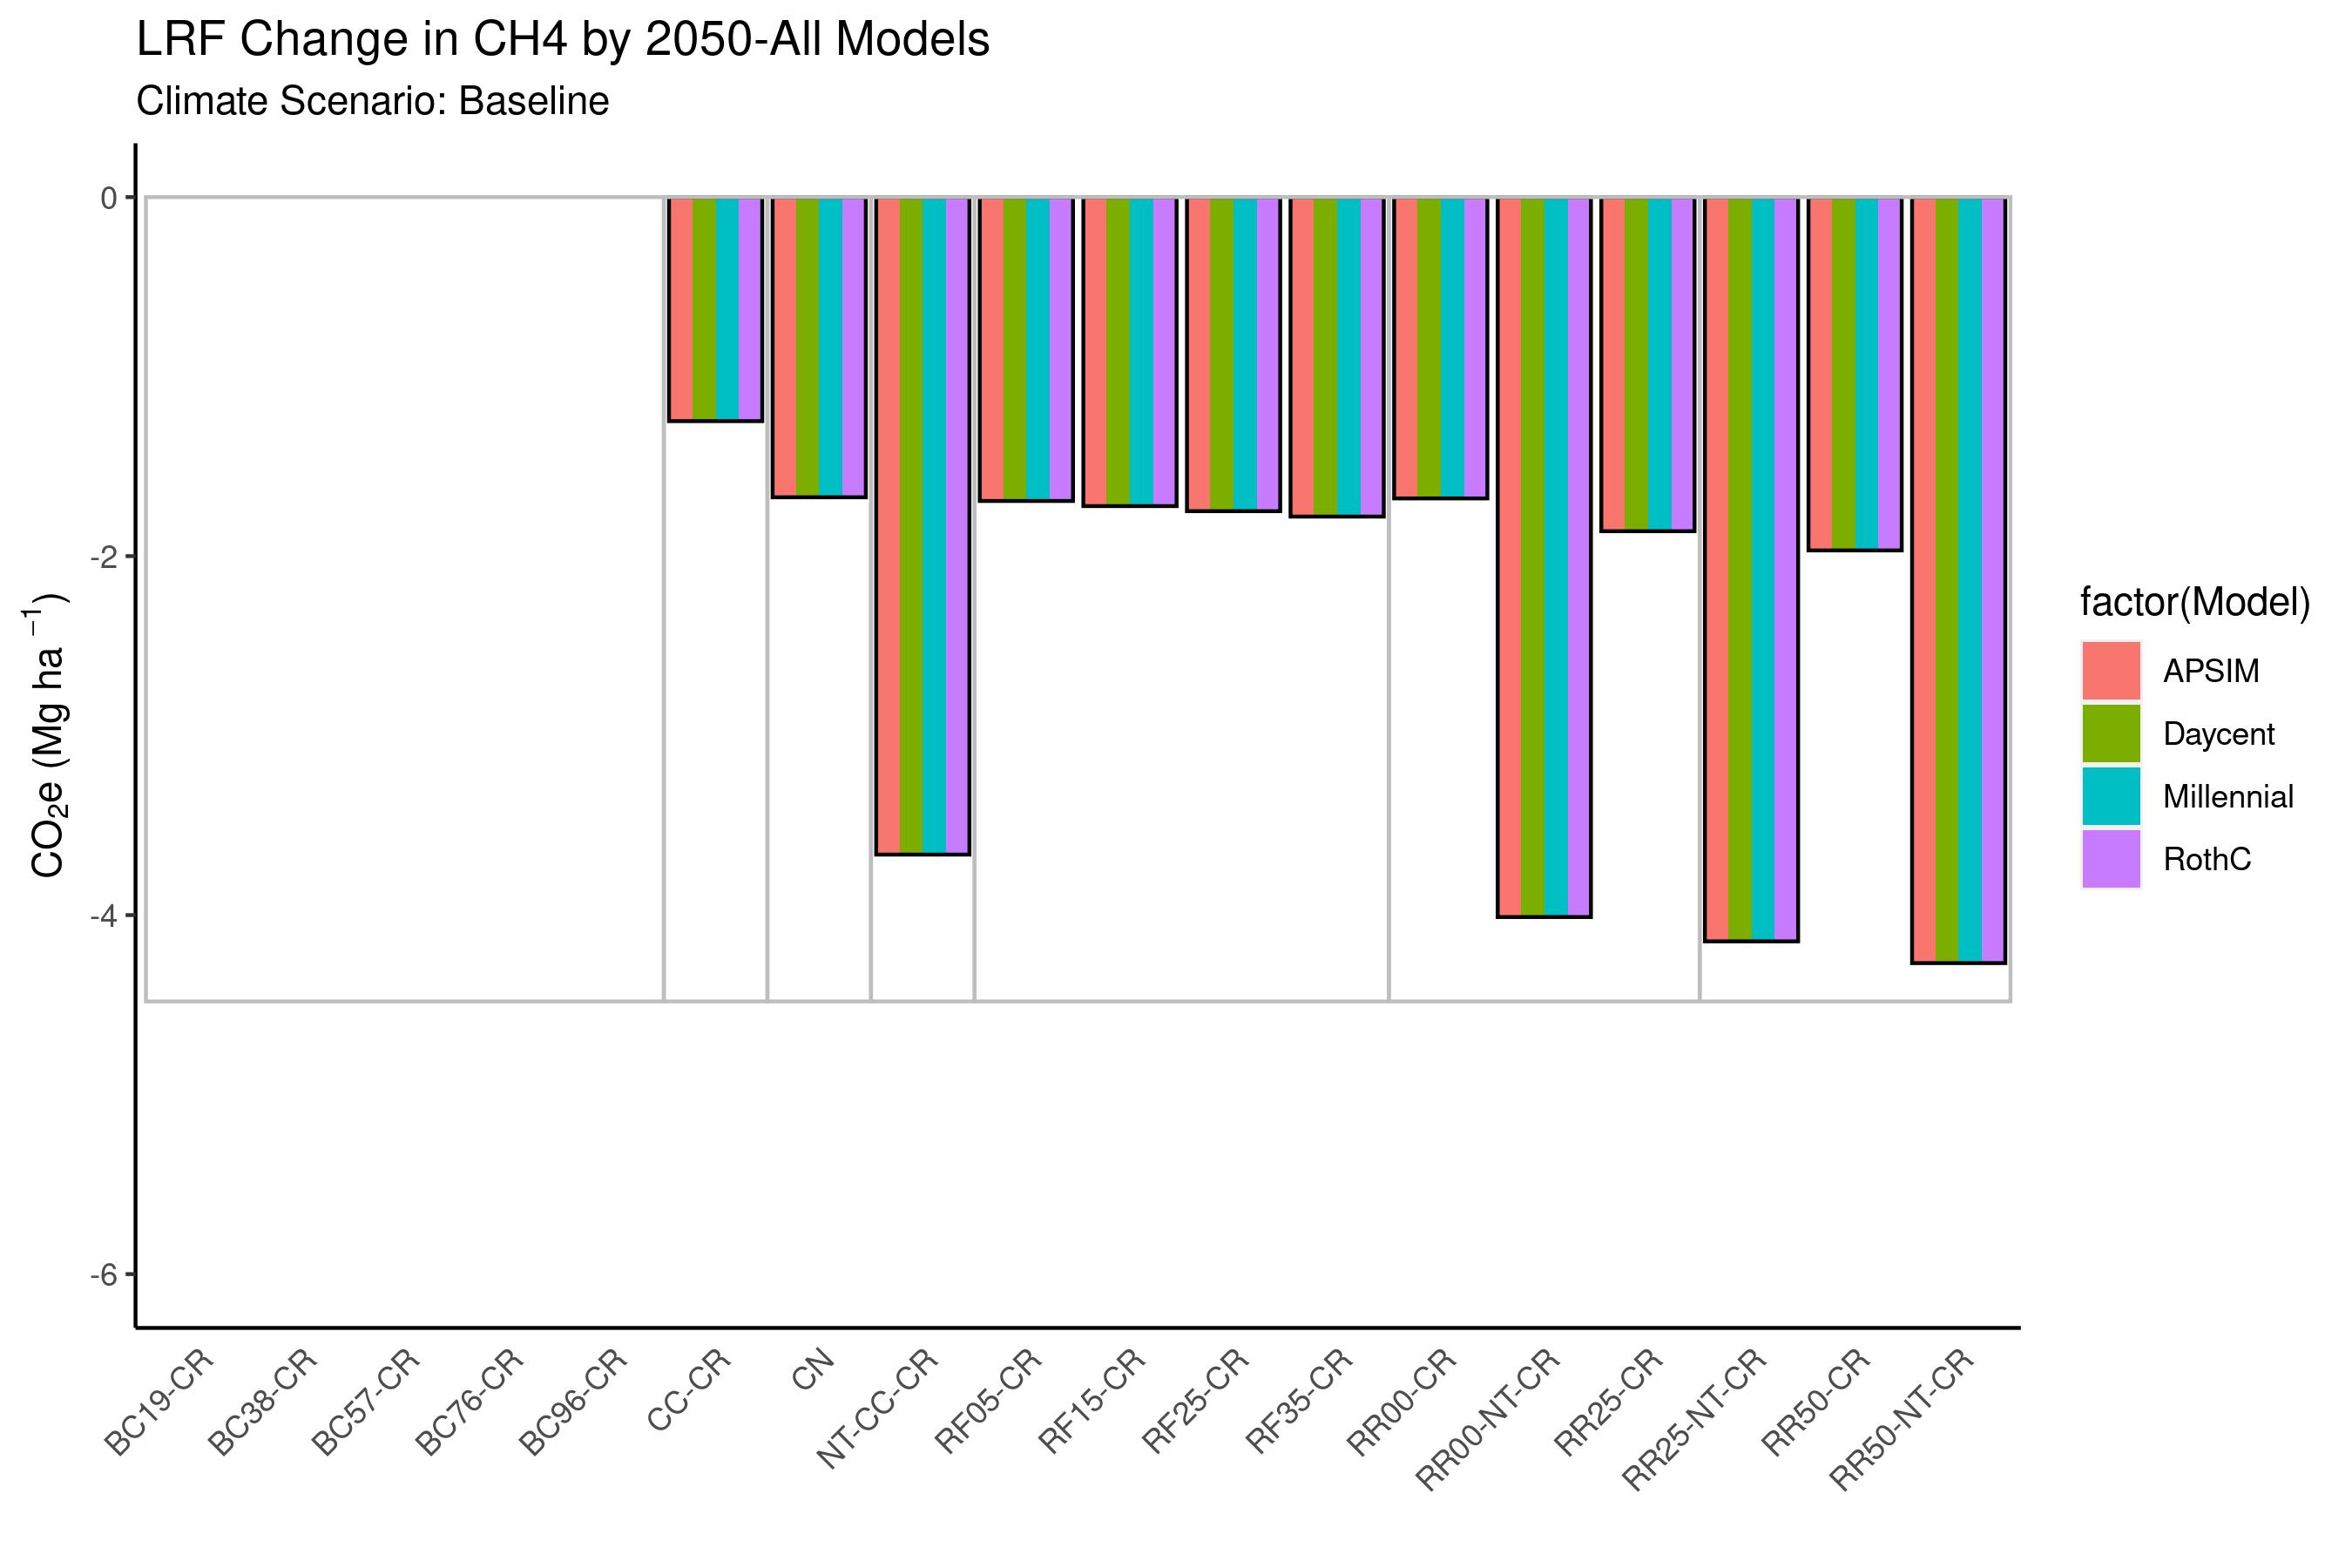 LRF Change in CH4 by 2050-All Models
Climate Scenario: Baseline
0
-2
-4
-6
CO₂e (Mg ha ⁻¹)
BC19-CR
BC38-CR
BC57-CR
BC76-CR
BC96-CR
CC-CR
CN
NT-CC-CR
RF05-CR
RF15-CR
RF25-CR
RF35-CR
RR00-CR
RR00-NT-CR
RR25-CR
RR25-NT-CR
RR50-CR
RR50-NT-CR
factor(Model)
APSIM
Daycent
Millennial
RothC